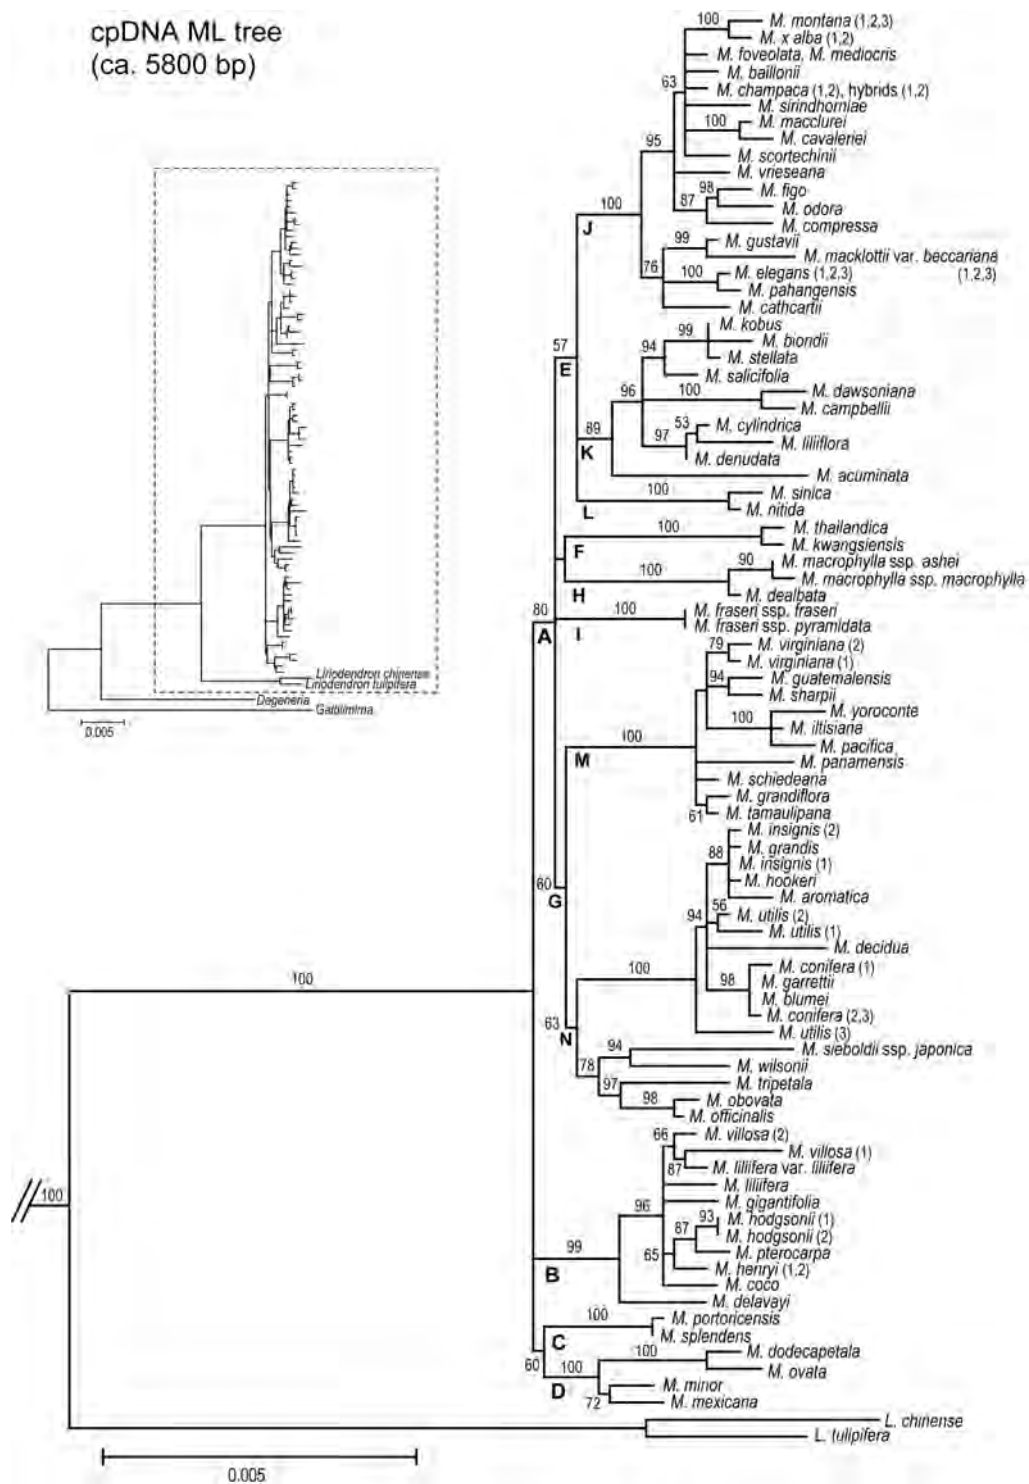 cpDNA ML tree
(ca. 5800 bp)
100
M. montana (1,2,3)
M. x alba (1,2)
M. foveolata, M. mediocris
M. baillonii
63
M. champaca (1,2), hybrids (1,2)
M. sirindhorniae
100
M. macclurei
M. cavaleriei
95
M. scortechinii
M. vrieseana
98
M. figo
87
M. odora
M. compressa
100
J
99
M. gustavii
M. macklottii var. beccariana
(1,2,3)
76
100
M. elegans (1,2,3)
M. pahangensis
M. cathcartii
M. kobus
99
M. biondii
M. stellata
94
M. salicifolia
57
E
96
100
M. dawsoniana
M. campbellii
53
M. cylindrica
97
M. liliiflora
M. denudata
89
K
M. acuminata
100
M. sinica
L
M. nitida
100
M. thailandica
F
M. kwangsiensis
90
M. macrophylla ssp. ashei
100
M. macrophylla ssp. macrophylla
H
M. dealbata
80
A
100
I
M. fraseri ssp. fraseri
M. fraseri ssp. pyramidata
79
M. virginiana (2)
M. virginiana (1)
94
M. guatemalensis
M. sharpii
100
M. yoroconte
M. iltisiana
M. pacifica
100
M
M. panamensis
M. schiedeana
M. grandiflora
61
M. tamaulipana
M. insignis (2)
88
M. grandis
M. insignis (1)
M. hookeri
M. aromatica
60
G
94
56
M. utilis (2)
M. utilis (1)
M. decidua
100
98
M. conifera (1)
M. garrettii
M. blumei
M. conifera (2,3)
M. utilis (3)
63
N
94
M. sieboldii ssp. japonica
M. wilsonii
78
97
M. tripetala
98
M. obovata
M. officinalis
100
66
M. villosa (2)
M. villosa (1)
87
M. liliifera var. liliifera
M. liliifera
96
M. gigantifolia
93
M. hodgsonii (1)
87
M. hodgsonii (2)
M. pterocarpa
65
M. henryi (1,2)
M. coco
99
B
M. delavayi
100
M. portoricensis
C
M. splendens
60
100
M. dodecapetala
M. ovata
100
D
M. minor
72
M. mexicana
100
L. chinense
L. tulipifera
0.005
Liriodendron chinense
Liriodendron tulipifera
Degeneria
Galbulimima
0.005